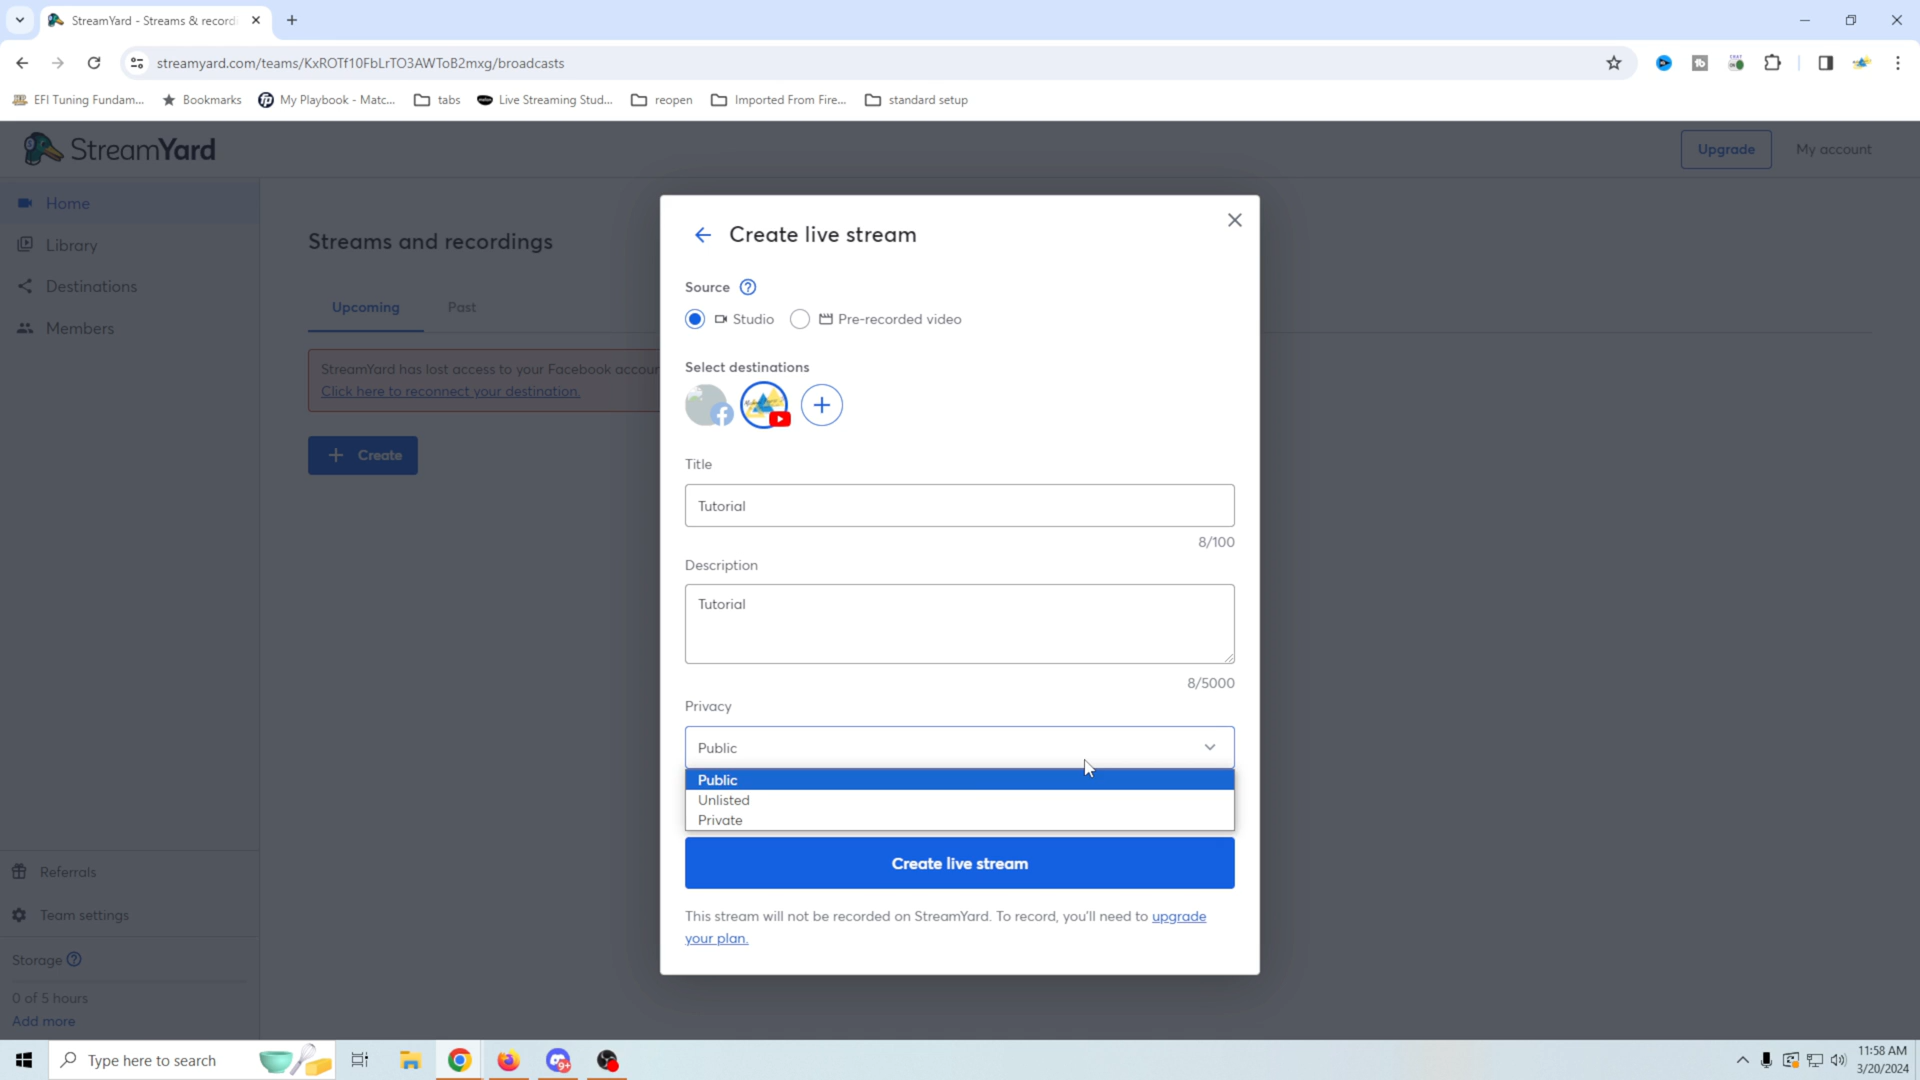 StreamYard - Streams & record
streamyard.com/teams/KxROTf10FbLrTO3AWToB2mxg/broadcasts
EFI Tuning Fundam...
Bookmarks
My Playbook - Matc...
tabs
Live Streaming Stud...
reopen
Imported From Fire...
standard setup
StreamYard
Upgrade
My account
Home
Library
Destinations
Members
Streams and recordings
Upcoming
Past
StreamYard has lost access to your Facebook accour
Click here to reconnect your destination.
Create
Create live stream
Source
Studio
Pre-recorded video
Select destinations
Title
Tutorial
8/100
Description
Tutorial
8/5000
Privacy
Public
Public
Unlisted
Private
Create live stream
This stream will not be recorded on StreamYard. To record, you'll need to upgrade
your plan.
Referrals
Team settings
Storage
0 of 5 hours
Add more
Type here to search
9+
11:58 AM
3/20/2024